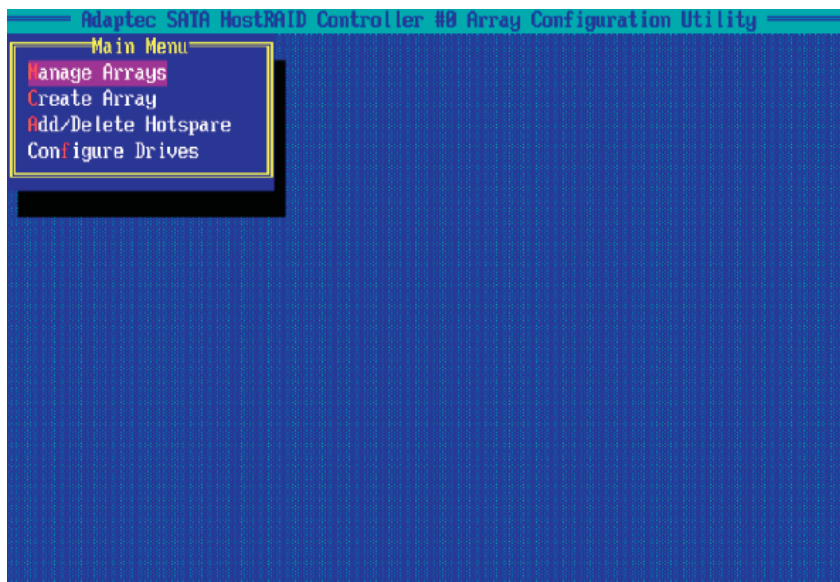 Adaptec SATA HostRAID Controller #0 Array Configuration Utility
Main Menu
Manage Arrays
Create Array
Add/Delete Hotspare
Configure Drives